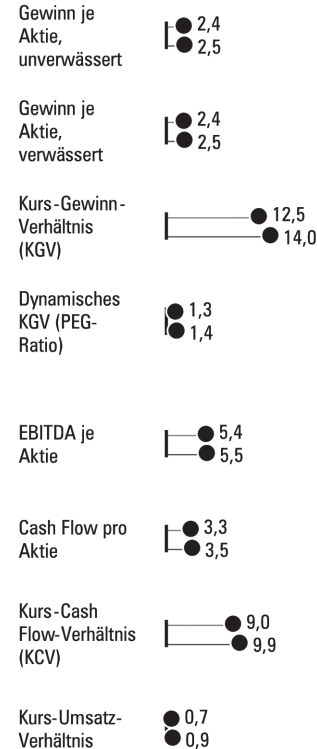 Gewinn je
Aktie,
unverwässert
2,4
2,5
Gewinn je
Aktie,
verwässert
2,4
2,5
Kurs-Gewinn-
Verhältnis
(KGV)
12,5
14,0
Dynamisches
KGV (PEG-
Ratio)
1,3
1,4
EBITDA je
Aktie
5,4
5,5
Cash Flow pro
Aktie
3,3
3,5
Kurs-Cash
Flow-Verhältnis
(KCV)
9,0
9,9
Kurs-Umsatz-
Verhältnis
0,7
0,9